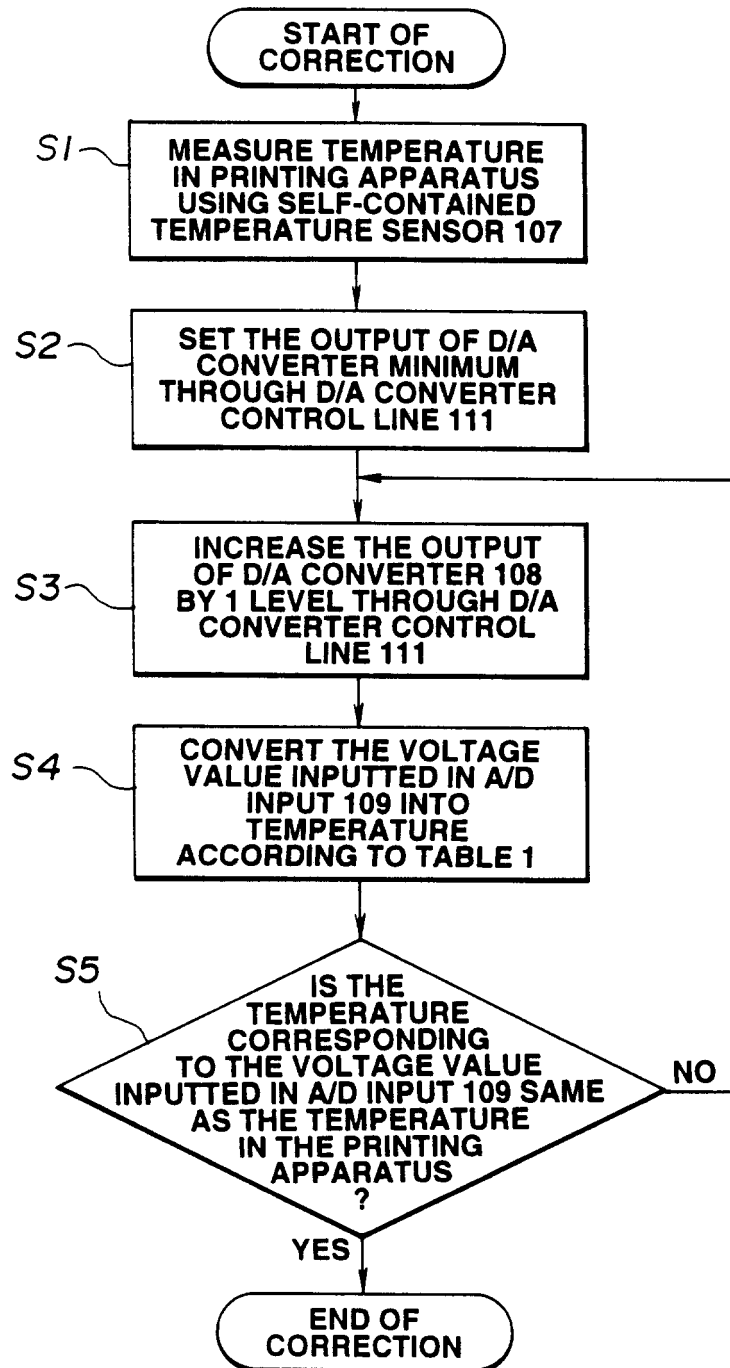 START OF
CORRECTION
S1
MEASURE TEMPERATURE
IN PRINTING APPARATUS
USING SELF-CONTAINED
TEMPERATURE SENSOR 107
S2
SET THE OUTPUT OF D/A
CONVERTER MINIMUM
THROUGH D/A CONVERTER
CONTROL LINE 111
S3
INCREASE THE OUTPUT
OF D/A CONVERTER 108
BY 1 LEVEL THROUGH D/A
CONVERTER CONTROL
LINE 111
S4
CONVERT THE VOLTAGE
VALUE INPUTTED IN A/D
INPUT 109 INTO
TEMPERATURE
ACCORDING TO TABLE 1
S5
IS THE
TEMPERATURE
CORRESPONDING
TO THE VOLTAGE VALUE
INPUTTED IN A/D INPUT 109 SAME
AS THE TEMPERATURE
IN THE PRINTING
APPARATUS
?
NO
YES
END OF
CORRECTION